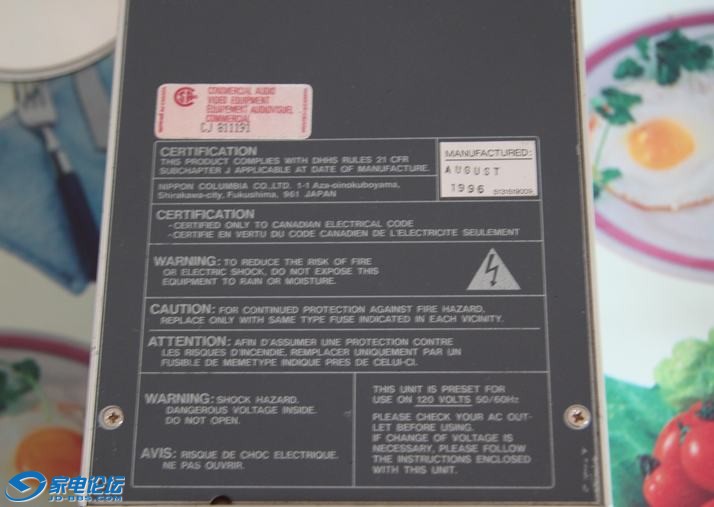 COMMERCIAL AUDIO
VIDEO EQUIPMENT
EQUIPEMENT AUDIOVISUEL
COMMERCIAL
CJ 811191
CERTIFICATION
THIS PRODUCT COMPLIES WITH DHHS RULES 21 CFR
SUBCHAPTER J APPLICABLE AT DATE OF MANUFACTURE.
NIPPON COLUMBIA CO.,LTD. 1-1 Aza-oinokuboyama,
Shirakawa-city, Fukushima, 961 JAPAN
MANUFACTURED:
AUGUST
1996 5131519009
CERTIFICATION
-CERTIFIED ONLY TO CANADIAN ELECTRICAL CODE
-CERTIFIE EN VERTU DU CODE CANADIEN DE L'ELECTRICITE SEULEMENT
WARNING: TO REDUCE THE RISK OF FIRE
OR ELECTRIC SHOCK, DO NOT EXPOSE THIS
EQUIPMENT TO RAIN OR MOISTURE.
CAUTION: FOR CONTINUED PROTECTION AGAINST FIRE HAZARD,
REPLACE ONLY WITH SAME TYPE FUSE INDICATED IN EACH VICINITY.
ATTENTION: AFIN D'ASSUMER UNE PROTECTION CONTRE
LES RISQUES D'INCENDIE, REMPLACER UNIQUEMENT PAR UN
FUSIBLE DE MEMETYPE INDIQUE PRES DE CELUI-CI.
WARNING: SHOCK HAZARD.
DANGEROUS VOLTAGE INSIDE.
DO NOT OPEN.
AVIS: RISQUE DE CHOC ELECTRIQUE.
NE PAS OUVRIR.
THIS UNIT IS PRESET FOR
USE ON 120 VOLTS 50/60Hz
PLEASE CHECK YOUR AC OUT-
LET BEFORE USING.
IF CHANGE OF VOLTAGE IS
NECESSARY, PLEASE FOLLOW
THE INSTRUCTIONS ENCLOSED
WITH THIS UNIT.
家电论坛
JD-BBS.COM